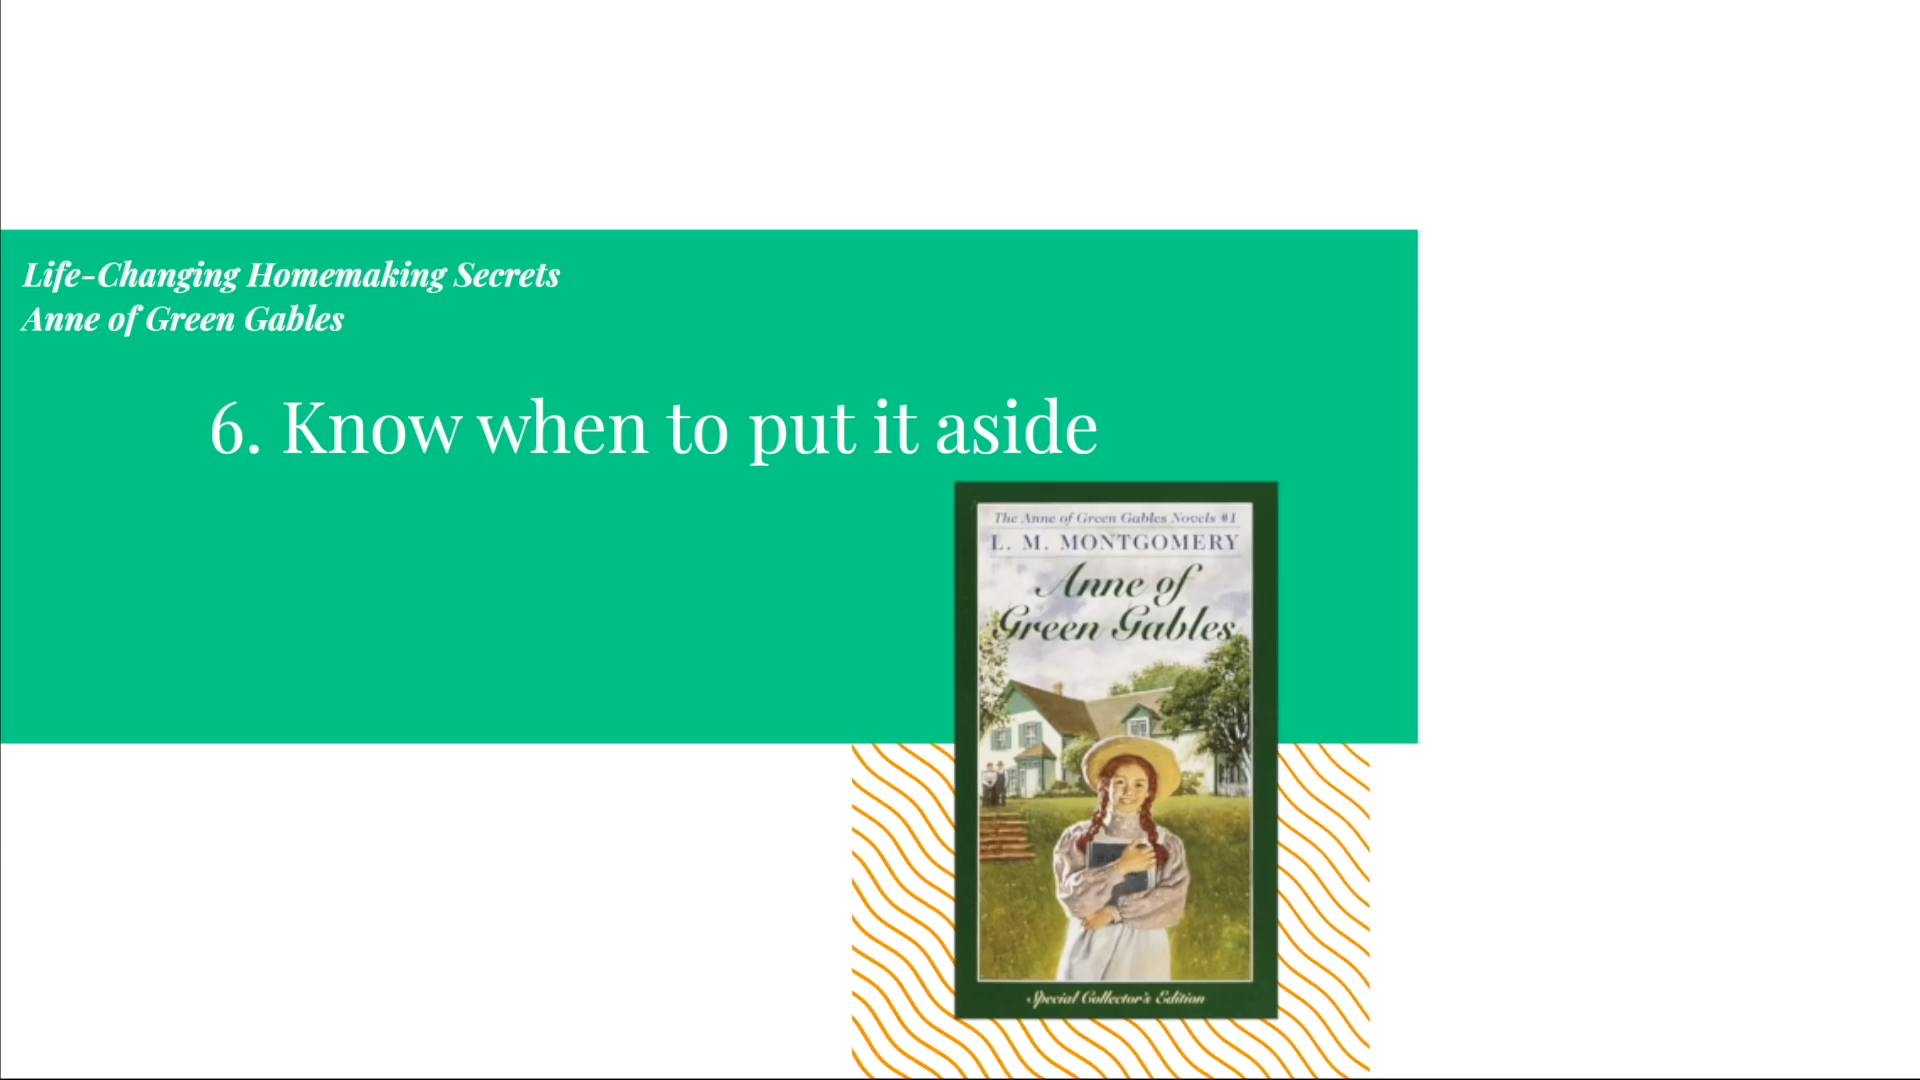 Life-Changing Homemaking Secrets
Anne of Green Gables
6. Know when to put it aside
The Anne of Green Gables Novels #1
L. M. MONTGOMERY
Anne of
Green Gables
Special Collector's Edition